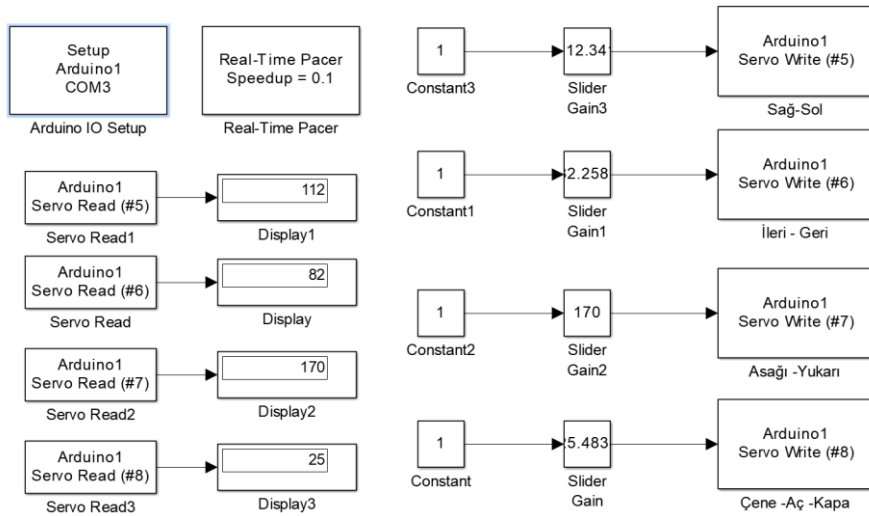 Setup
Arduino1
COM3
Arduino IO Setup
Real-Time Pacer
Speedup = 0.1
Real-Time Pacer
1
Constant3
12.34
Slider
Gain3
Arduino1
Servo Write (#5)
Sağ-Sol
Arduino1
Servo Read (#5)
Servo Read1
112
Display1
1
Constant1
2.258
Slider
Gain1
Arduino1
Servo Write (#6)
İleri - Geri
Arduino1
Servo Read (#6)
Servo Read
82
Display
1
Constant2
170
Slider
Gain2
Arduino1
Servo Write (#7)
Asağı -Yukarı
Arduino1
Servo Read (#7)
Servo Read2
170
Display2
Arduino1
Servo Read (#8)
Servo Read3
25
Display3
1
Constant
5.483
Slider
Gain
Arduino1
Servo Write (#8)
Çene -Aç -Kapa